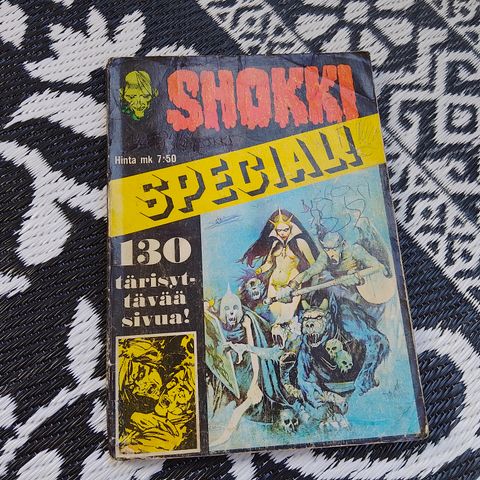 SHOKKI
Hinta mk 7:50
SPECIAL!
130
tärisyt-
tävää
sivua!